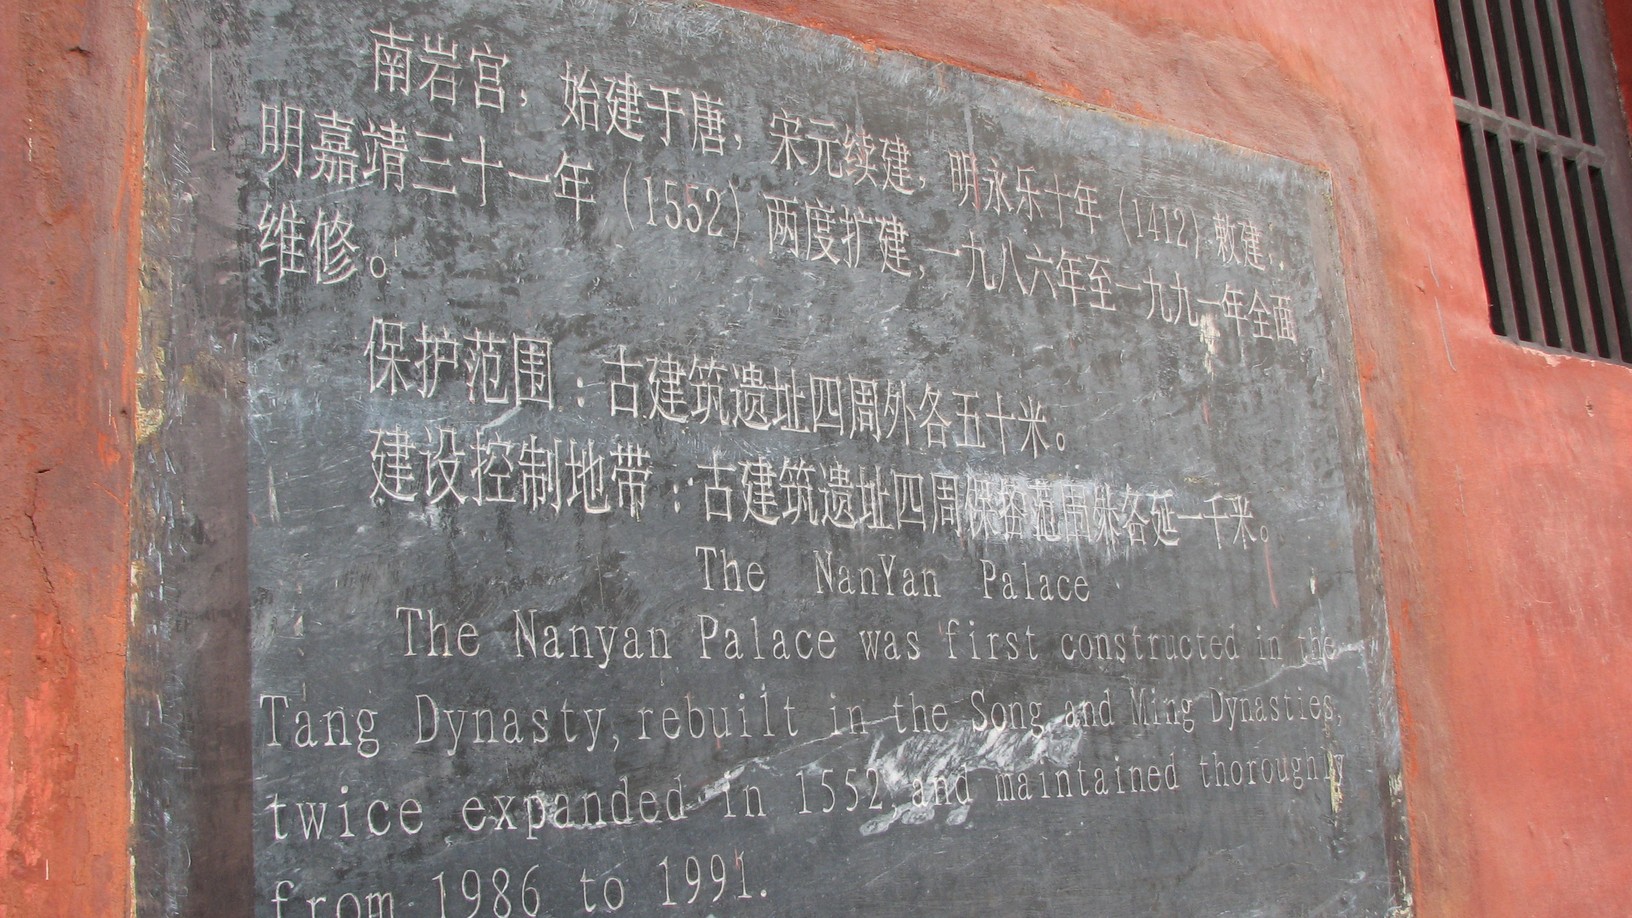 南岩宫，始建于唐，宋元续建，明永乐十年（1412）敕建，
明嘉靖三十一年（1552）两度扩建，一九八六年至一九九一年全面
维修。
保护范围：古建筑遗址四周外各五十米。
建设控制地带：古建筑遗址四周保护范围外各延一千米。
The NanYan Palace
The Nanyan Palace was first constructed in the
Tang Dynasty, rebuilt in the Song and Ming Dynasties,
twice expanded in 1552 and maintained thoroughly
from 1986 to 1991.